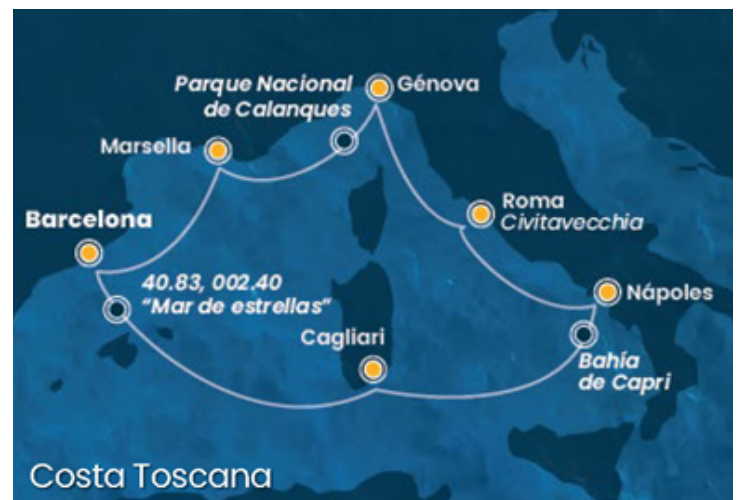 Parque Nacional
de Calanques
Génova
Marsella
Roma
Civitavecchia
Barcelona
40.83, 002.40
“Mar de estrellas”
Nápoles
Cagliari
Bahía
de Capri
Costa Toscana